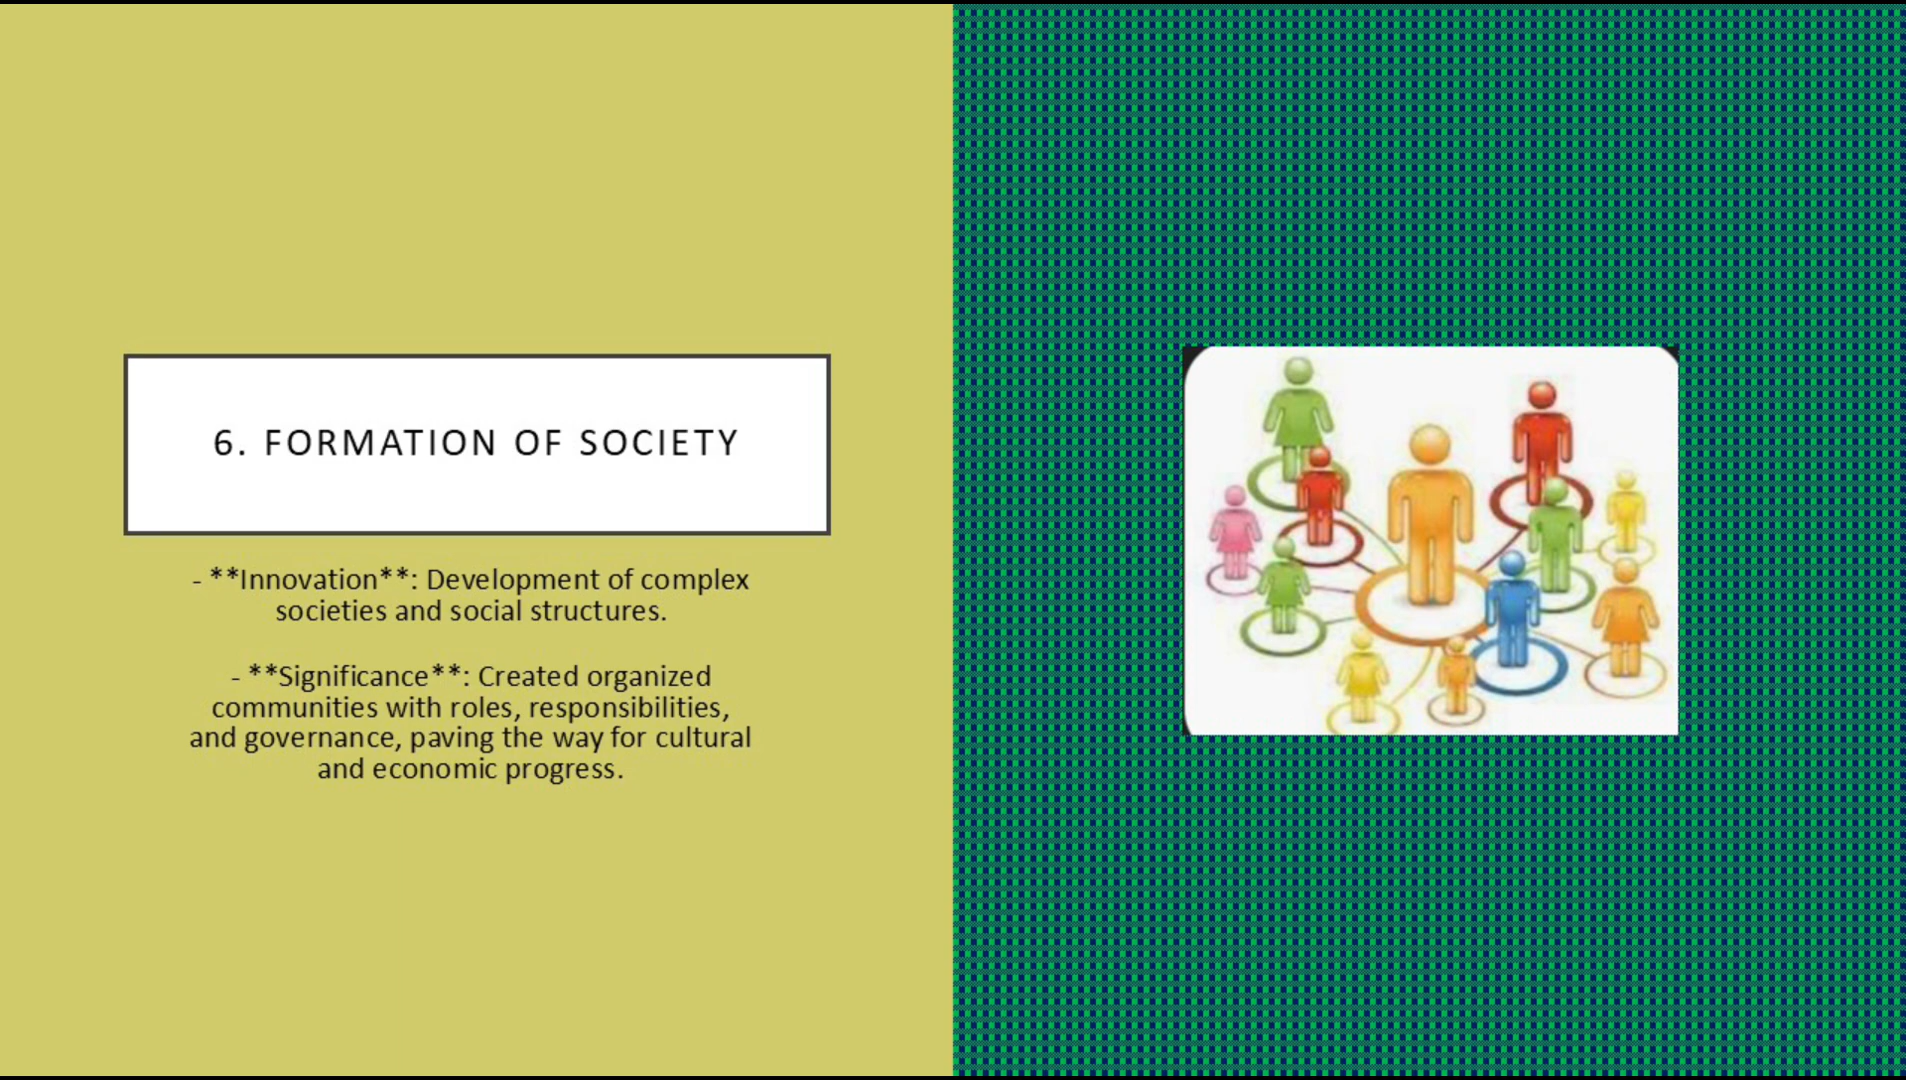 6. FORMATION OF SOCIETY
- **Innovation**: Development of complex
societies and social structures.
- **Significance**: Created organized
communities with roles, responsibilities,
and governance, paving the way for cultural
and economic progress.